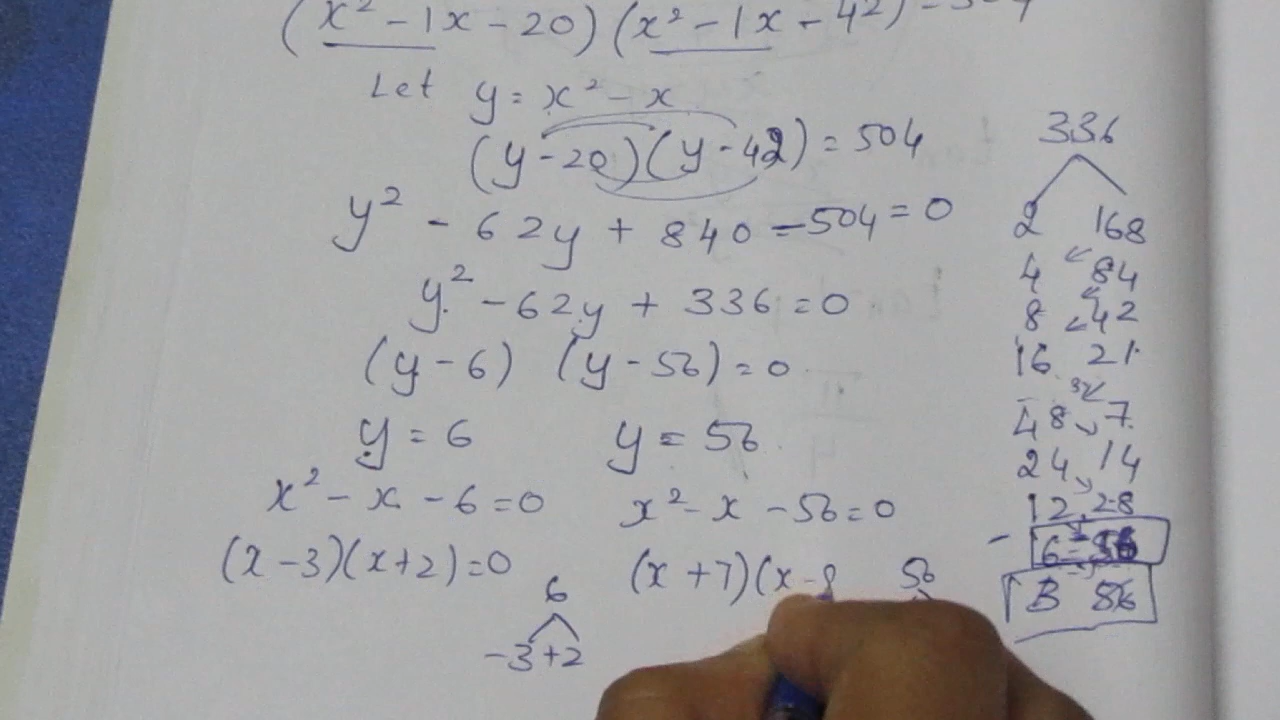 (x² - 1x - 20) (x² - 1x - 42) = 504
Let y = x² - x
(y - 20) (y - 42) = 504
y² - 62y + 840 - 504 = 0
y² - 62y + 336 = 0
(y - 6) (y - 56) = 0
y = 6 y = 56
x² - x - 6 = 0 x² - x - 56 = 0
(x - 3)(x + 2) = 0 (x + 7)(x - 8
6
-3 +2
56
336
2 168
4 84
8 42
16 21
48 7
24 14
12 28
6 - 56